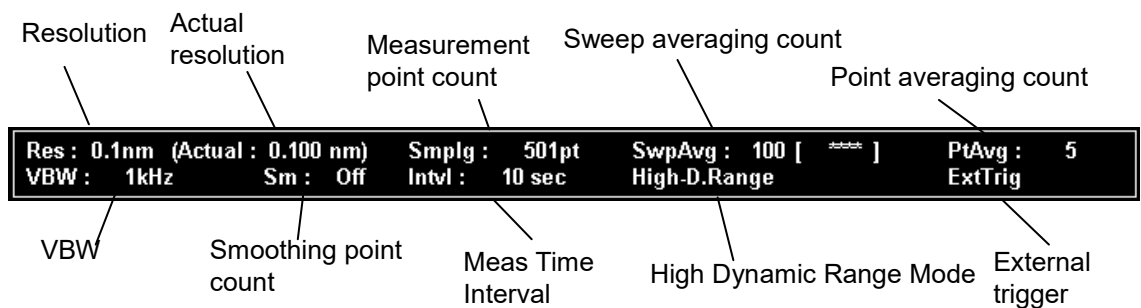 Resolution
Actual
resolution
Measurement
point count
Sweep averaging count
Point averaging count
Res : 0.1nm (Actual : 0.100 nm) Smplg : 501pt SwpAvg : 100 [ **** ] PtAvg : 5
VBW : 1kHz Sm : Off Intvl : 10 sec High-D.Range ExtTrig
VBW
Smoothing point
count
Meas Time
Interval
High Dynamic Range Mode
External
trigger